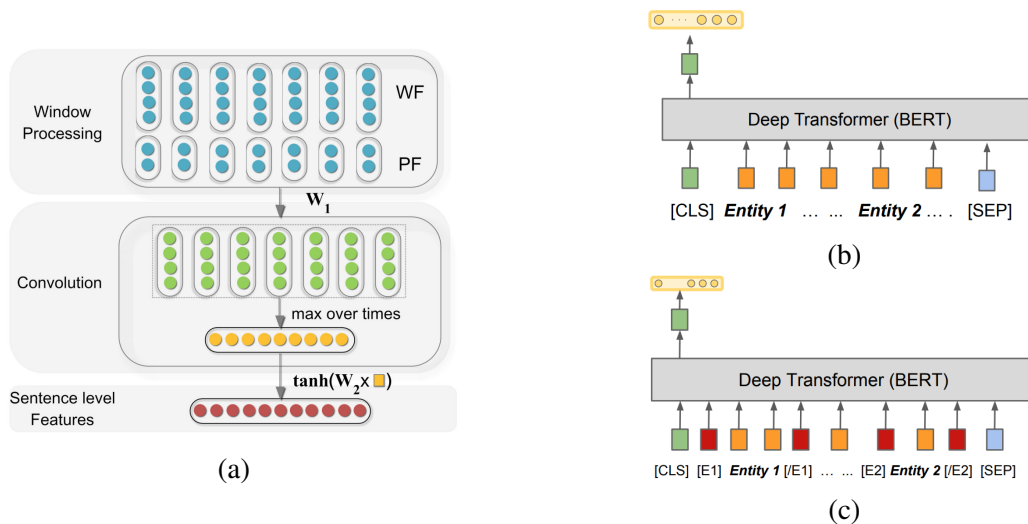 Window
Processing
WF
PF
W1
Convolution
max over times
tanh(W2x )
Sentence level
Features
(a)
Deep Transformer (BERT)
[CLS] Entity 1 … ... Entity 2 … . [SEP]
(b)
Deep Transformer (BERT)
[CLS] [E1] Entity 1 [/E1] … ... [E2] Entity 2 [/E2] [SEP]
(c)